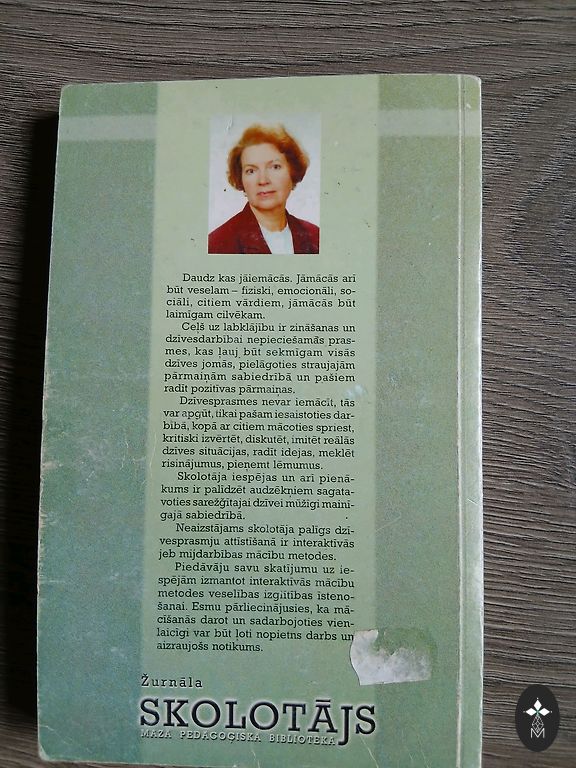 Daudz kas jāiemācās. Jāmācās arī
būt veselam – fiziski, emocionāli, so-
ciāli, citiem vārdiem, jāmācās būt
laimīgam cilvēkam.
Ceļš uz labklājību ir zināšanas un
dzīvesdarbībai nepieciešamās pras-
mes, kas ļauj būt sekmīgam visās
dzīves jomās, pielāgoties straujajām
pārmaiņām sabiedrībā un pašiem
radīt pozitīvas pārmaiņas.
Dzīvesprasmes nevar iemācīt, tās
var apgūt, tikai pašam iesaistoties dar-
bībā, kopā ar citiem mācoties spriest,
kritiski izvērtēt, diskutēt, imitēt reālās
dzīves situācijas, radīt idejas, meklēt
risinājumus, pieņemt lēmumus.
Skolotāja iespējas un arī pienā-
kums ir palīdzēt audzēkņiem sagata-
voties sarežģītajai dzīvei mūžīgi maini-
gajā sabiedrībā.
Neaizstājams skolotāja palīgs dzī-
vesprasmju attīstīšanā ir interaktīvās
jeb mijdarbības mācību metodes.
Piedāvāju savu skatījumu uz ie-
spējām izmantot interaktīvās mācību
metodes veselības izglītības īsteno-
šanai. Esmu pārliecinājusies, ka mā-
cīšanās darot un sadarbojoties vien-
laicīgi var būt ļoti nopietns darbs un
aizraujošs notikums.
Žurnāla
SKOLOTĀJS
MAZĀ PEDAGOĢISKĀ BIBLIOTĒKA
M